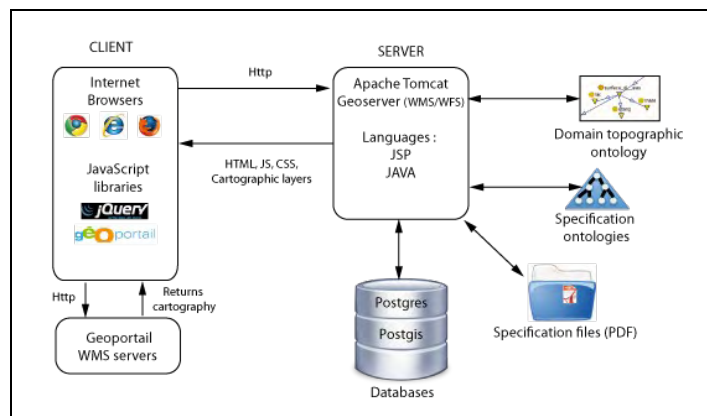 CLIENT
SERVER
Internet
Browsers
JavaScript
libraries
jQuery
géoportail
Http
HTML, JS, CSS,
Cartographic layers
Apache Tomcat
Geoserver (WMS/WFS)
Languages :
JSP
JAVA
Domain topographic
ontology
Specification
ontologies
Specification files (PDF)
Http
Returns
cartography
Geoportail
WMS servers
Postgres
Postgis
Databases